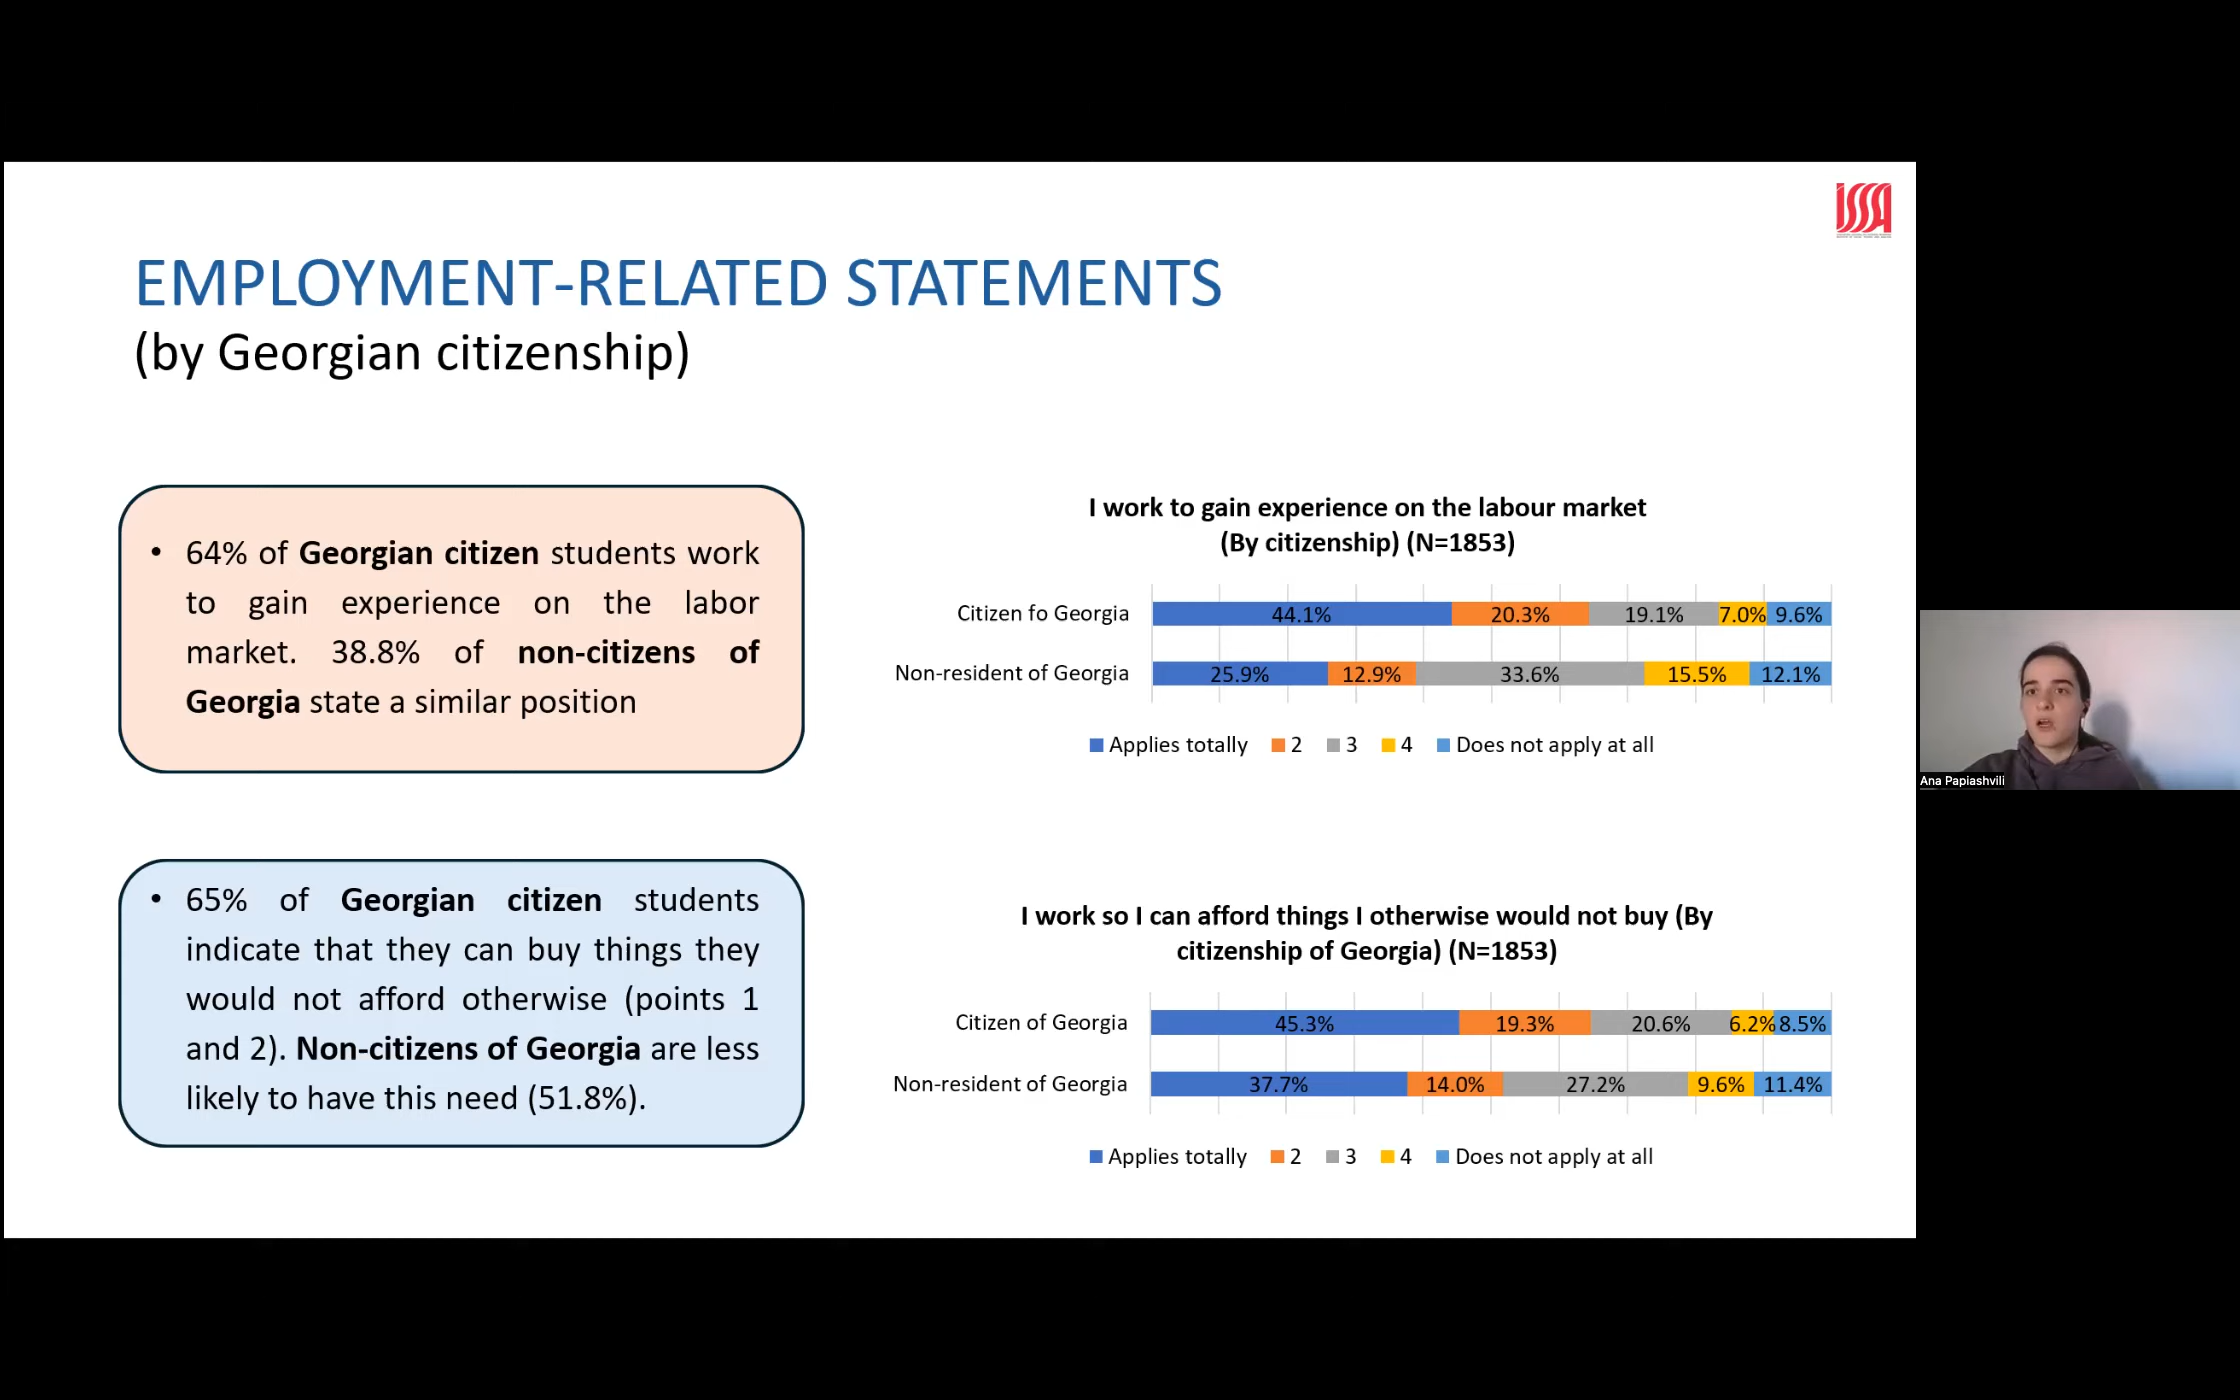 ISSA
EMPLOYMENT-RELATED STATEMENTS
(by Georgian citizenship)
• 64% of Georgian citizen students work
to gain experience on the labor
market. 38.8% of non-citizens of
Georgia state a similar position
• 65% of Georgian citizen students
indicate that they can buy things they
would not afford otherwise (points 1
and 2). Non-citizens of Georgia are less
likely to have this need (51.8%).
I work to gain experience on the labour market
(By citizenship) (N=1853)
Citizen fo Georgia 44.1% 20.3% 19.1% 7.0% 9.6%
Non-resident of Georgia 25.9% 12.9% 33.6% 15.5% 12.1%
Applies totally 2 3 4 Does not apply at all
I work so I can afford things I otherwise would not buy (By
citizenship of Georgia) (N=1853)
Citizen of Georgia 45.3% 19.3% 20.6% 6.2% 8.5%
Non-resident of Georgia 37.7% 14.0% 27.2% 9.6% 11.4%
Applies totally 2 3 4 Does not apply at all
Ana Papiashvili